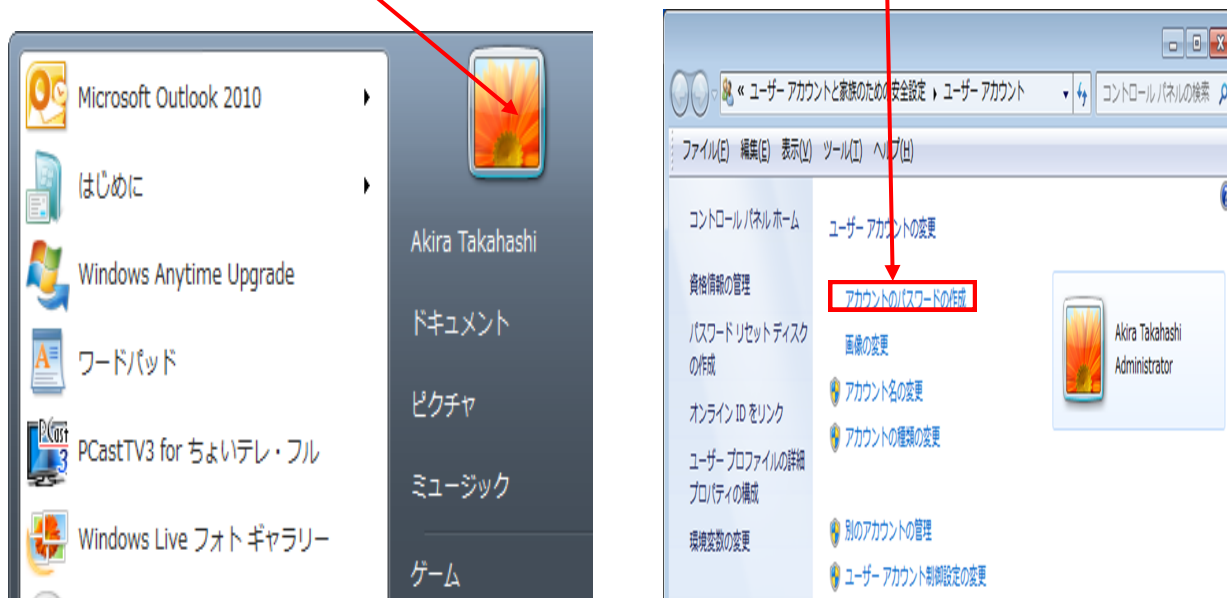 Microsoft Outlook 2010
はじめに
Windows Anytime Upgrade
ワードパッド
PCastTV3 for ちょいテレ・フル
Windows Live フォト ギャラリー
Akira Takahashi
ドキュメント
ピクチャ
ミュージック
ゲーム
« ユーザー アカウントと家族のための安全設定 ▸ ユーザー アカウント
コントロール パネルの検索
ファイル(F) 編集(E) 表示(V) ツール(T) ヘルプ(H)
コントロール パネル ホーム
資格情報の管理
パスワード リセット ディスク
の作成
オンライン ID をリンク
ユーザー プロファイルの詳細
プロパティの構成
環境変数の変更
ユーザー アカウントの変更
アカウントのパスワードの作成
画像の変更
アカウント名の変更
アカウントの種類の変更
別のアカウントの管理
ユーザー アカウント制御設定の変更
Akira Takahashi
Administrator